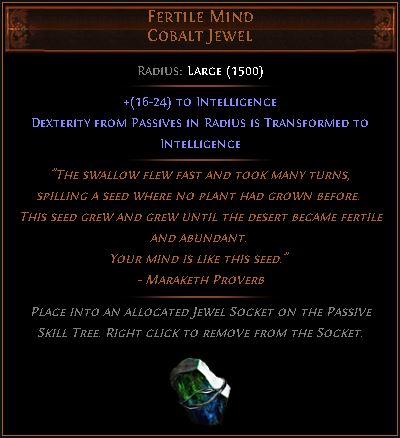 Fertile Mind
Cobalt Jewel
Radius: Large (1500)
+(16-24) to Intelligence
Dexterity from Passives in Radius is Transformed to
Intelligence
"The swallow flew fast and took many turns,
spilling a seed where no plant had grown before.
This seed grew and grew until the desert became fertile
and abundant.
Your mind is like this seed."
- Maraketh Proverb
Place into an allocated Jewel Socket on the Passive
Skill Tree. Right click to remove from the Socket.